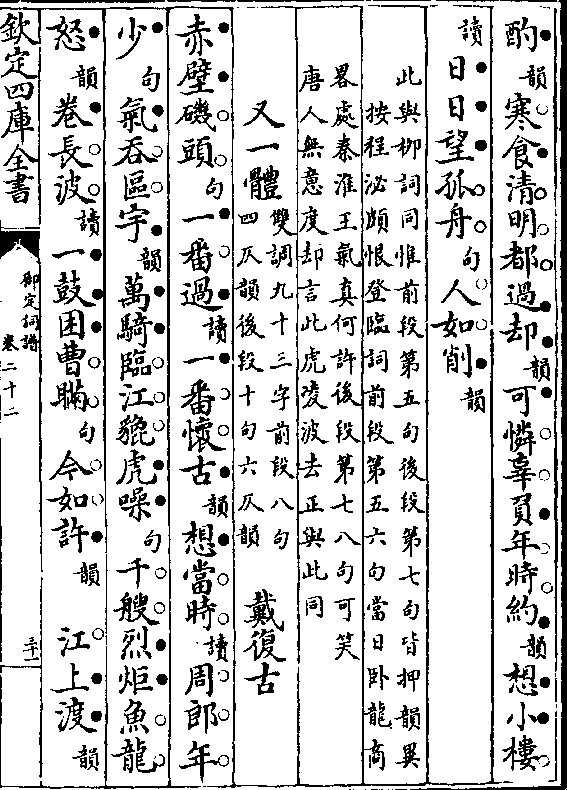 酌韻寒食清明都過却韻可憐辜負年時約韻想小樓
讀日日望孤舟句人如削韻
此與柳詞同惟前段第五句後段第七句皆押韻異
按程泌頗恨登臨詞前段第五六句當日卧龍商
畧處秦淮王氣真何許後段第七八句可笑
唐人無意度却言此虎凌波去正與此同
又一體
雙調九十三字前段八句
四仄韻後段十句六仄韻
戴復古
赤壁磯頭句一番過讀一番懷古韻想當時讀周郎年
少句氣吞區宇韻萬騎臨江貔虎噪句千艘烈炬魚龍
怒韻卷長波讀一鼓困曹瞞句今如許韻 江上渡韻
欽定四庫全書
御定詞譜
卷二十二